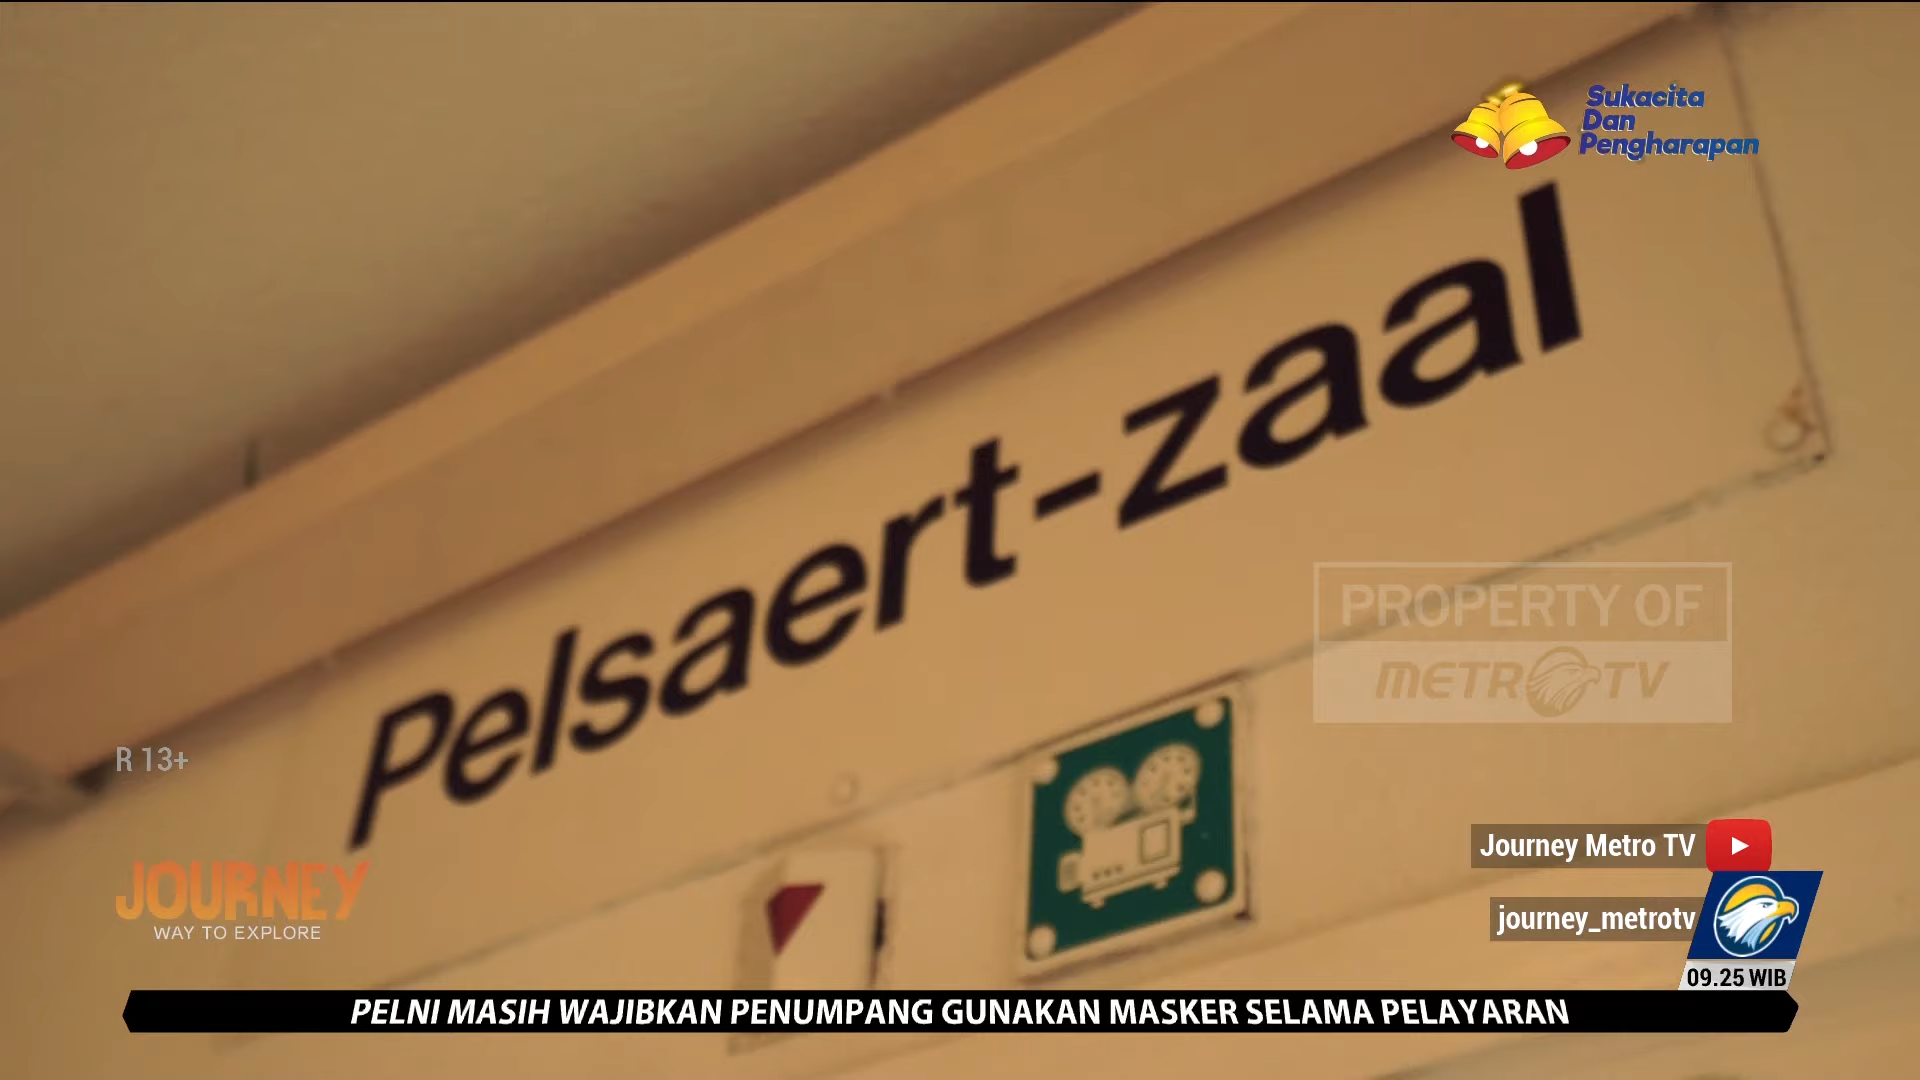 Sukacita
Dan
Pengharapan
Pelsaert-zaal
PROPERTY OF
METRO TV
R 13+
JOURNEY
WAY TO EXPLORE
Journey Metro TV
journey_metrotv
09.25 WIB
PELNI MASIH WAJIBKAN PENUMPANG GUNAKAN MASKER SELAMA PELAYARAN